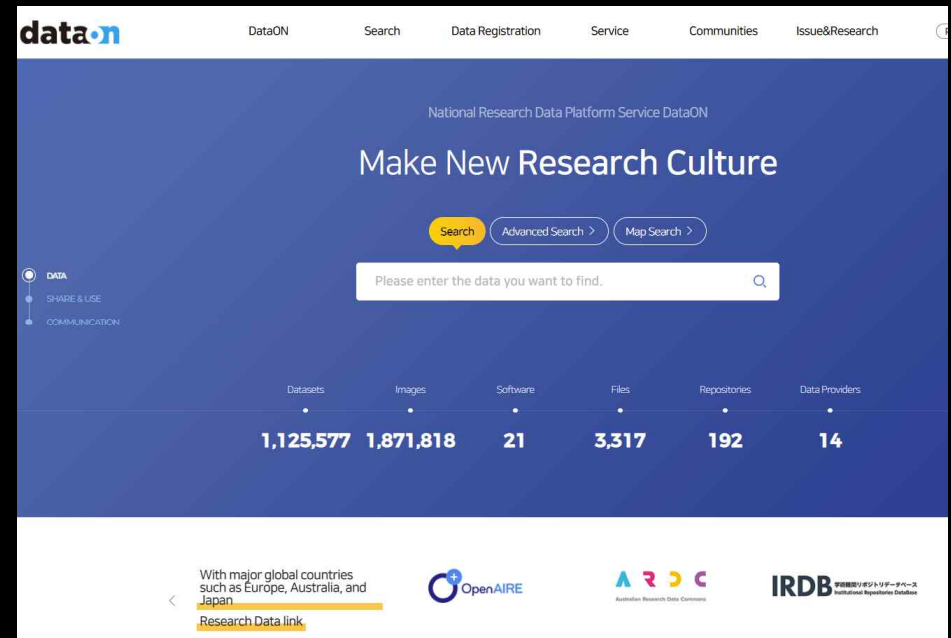 dataon
DataON Search Data Registration Service Communities Issue&Research
National Research Data Platform Service DataON
Make New Research Culture
Search Advanced Search > Map Search >
Please enter the data you want to find.
DATA
SHARE & USE
COMMUNICATION
Datasets Images Software Files Repositories Data Providers
1,125,577 1,871,818 21 3,317 192 14
With major global countries
such as Europe, Australia, and
Japan
Research Data link
OpenAIRE
ARDC
Australian Research Data Commons
IRDB 学術機関リポジトリデータベース
Institutional Repositories DataBase